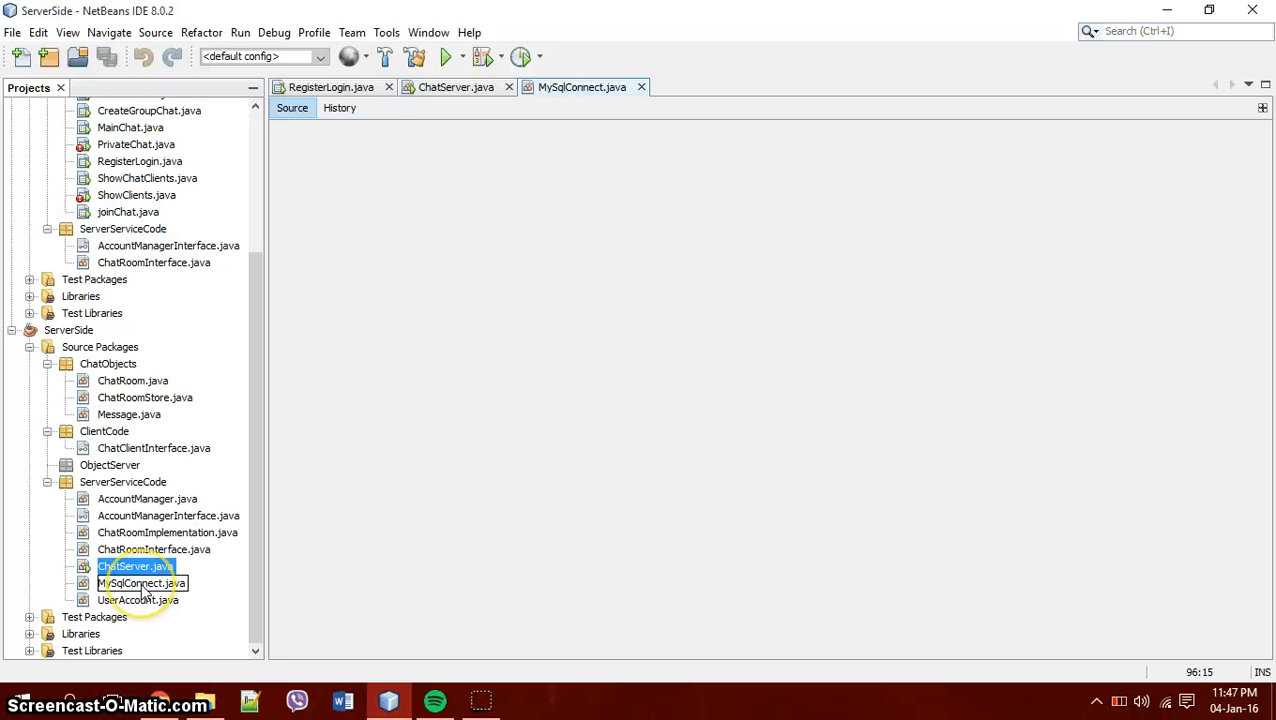 ServerSide - NetBeans IDE 8.0.2
File Edit View Navigate Source Refactor Run Debug Profile Team Tools Window Help
Search (Ctrl+I)
<default config>
Projects
RegisterLogin.java
ChatServer.java
MySqlConnect.java
Source
History
CreateGroupChat.java
MainChat.java
PrivateChat.java
RegisterLogin.java
ShowChatClients.java
ShowClients.java
joinChat.java
ServerServiceCode
AccountManagerInterface.java
ChatRoomInterface.java
Test Packages
Libraries
Test Libraries
ServerSide
Source Packages
ChatObjects
ChatRoom.java
ChatRoomStore.java
Message.java
ClientCode
ChatClientInterface.java
ObjectServer
ServerServiceCode
AccountManager.java
AccountManagerInterface.java
ChatRoomImplementation.java
ChatRoomInterface.java
ChatServer.java
MySqlConnect.java
UserAccount.java
Test Packages
Libraries
Test Libraries
96:15
INS
Screencast-O-Matic.com
11:47 PM
04-Jan-16